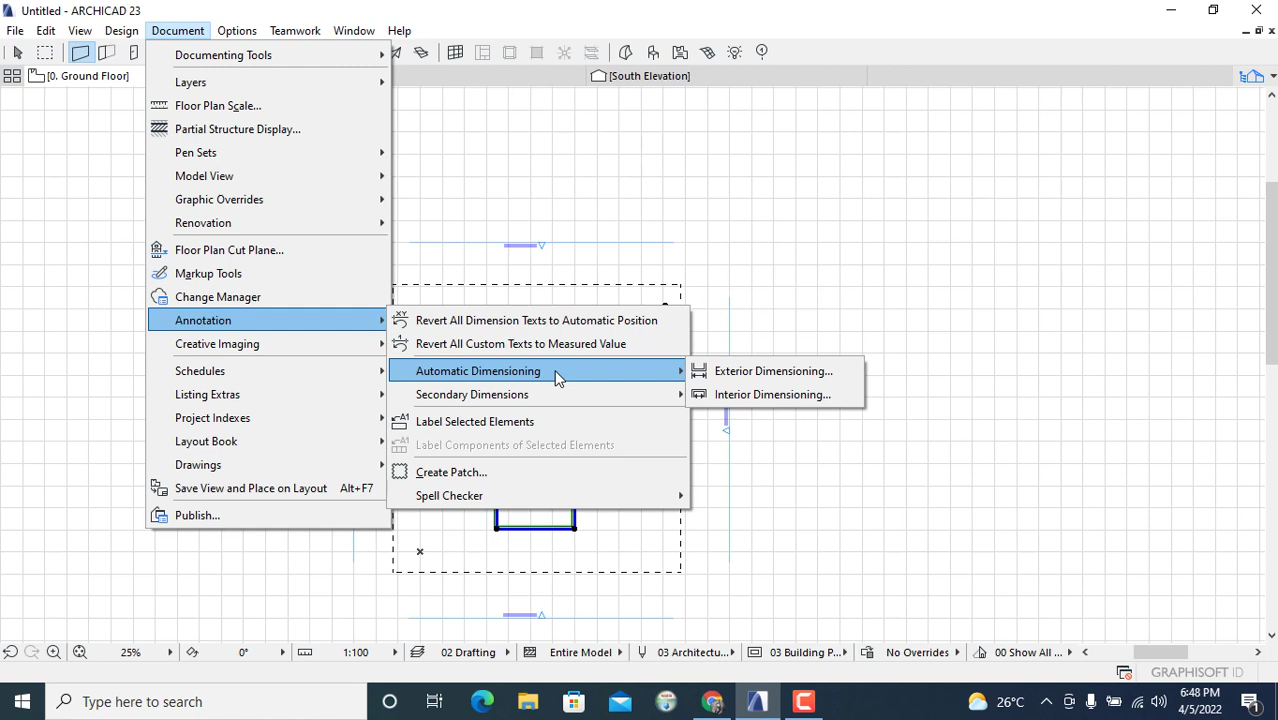 Untitled - ARCHICAD 23
File Edit View Design Document Options Teamwork Window Help
Documenting Tools
[0. Ground Floor]
[South Elevation]
Layers
Floor Plan Scale...
Partial Structure Display...
Pen Sets
Model View
Graphic Overrides
Renovation
Floor Plan Cut Plane...
Markup Tools
Change Manager
Annotation
Creative Imaging
Schedules
Listing Extras
Project Indexes
Layout Book
Drawings
Save View and Place on Layout Alt+F7
Publish...
Revert All Dimension Texts to Automatic Position
Revert All Custom Texts to Measured Value
Automatic Dimensioning
Secondary Dimensions
Label Selected Elements
Label Components of Selected Elements
Create Patch...
Spell Checker
Exterior Dimensioning...
Interior Dimensioning...
25% 0° 1:100 02 Drafting Entire Model 03 Architectu... 03 Building P... No Overrides 00 Show All ...
GRAPHISOFT ID
Type here to search
26°C
6:48 PM
4/5/2022